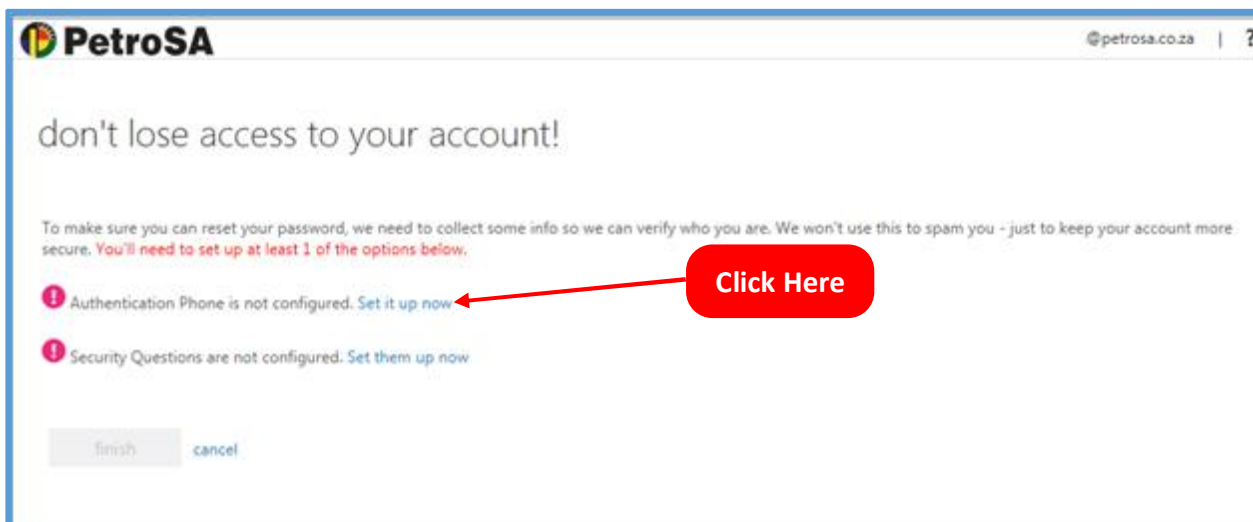 PetroSA
@petrosa.co.za | ?
don't lose access to your account!
To make sure you can reset your password, we need to collect some info so we can verify who you are. We won't use this to spam you - just to keep your account more
secure. You'll need to set up at least 1 of the options below.
Click Here
! Authentication Phone is not configured. Set it up now
! Security Questions are not configured. Set them up now
finish cancel